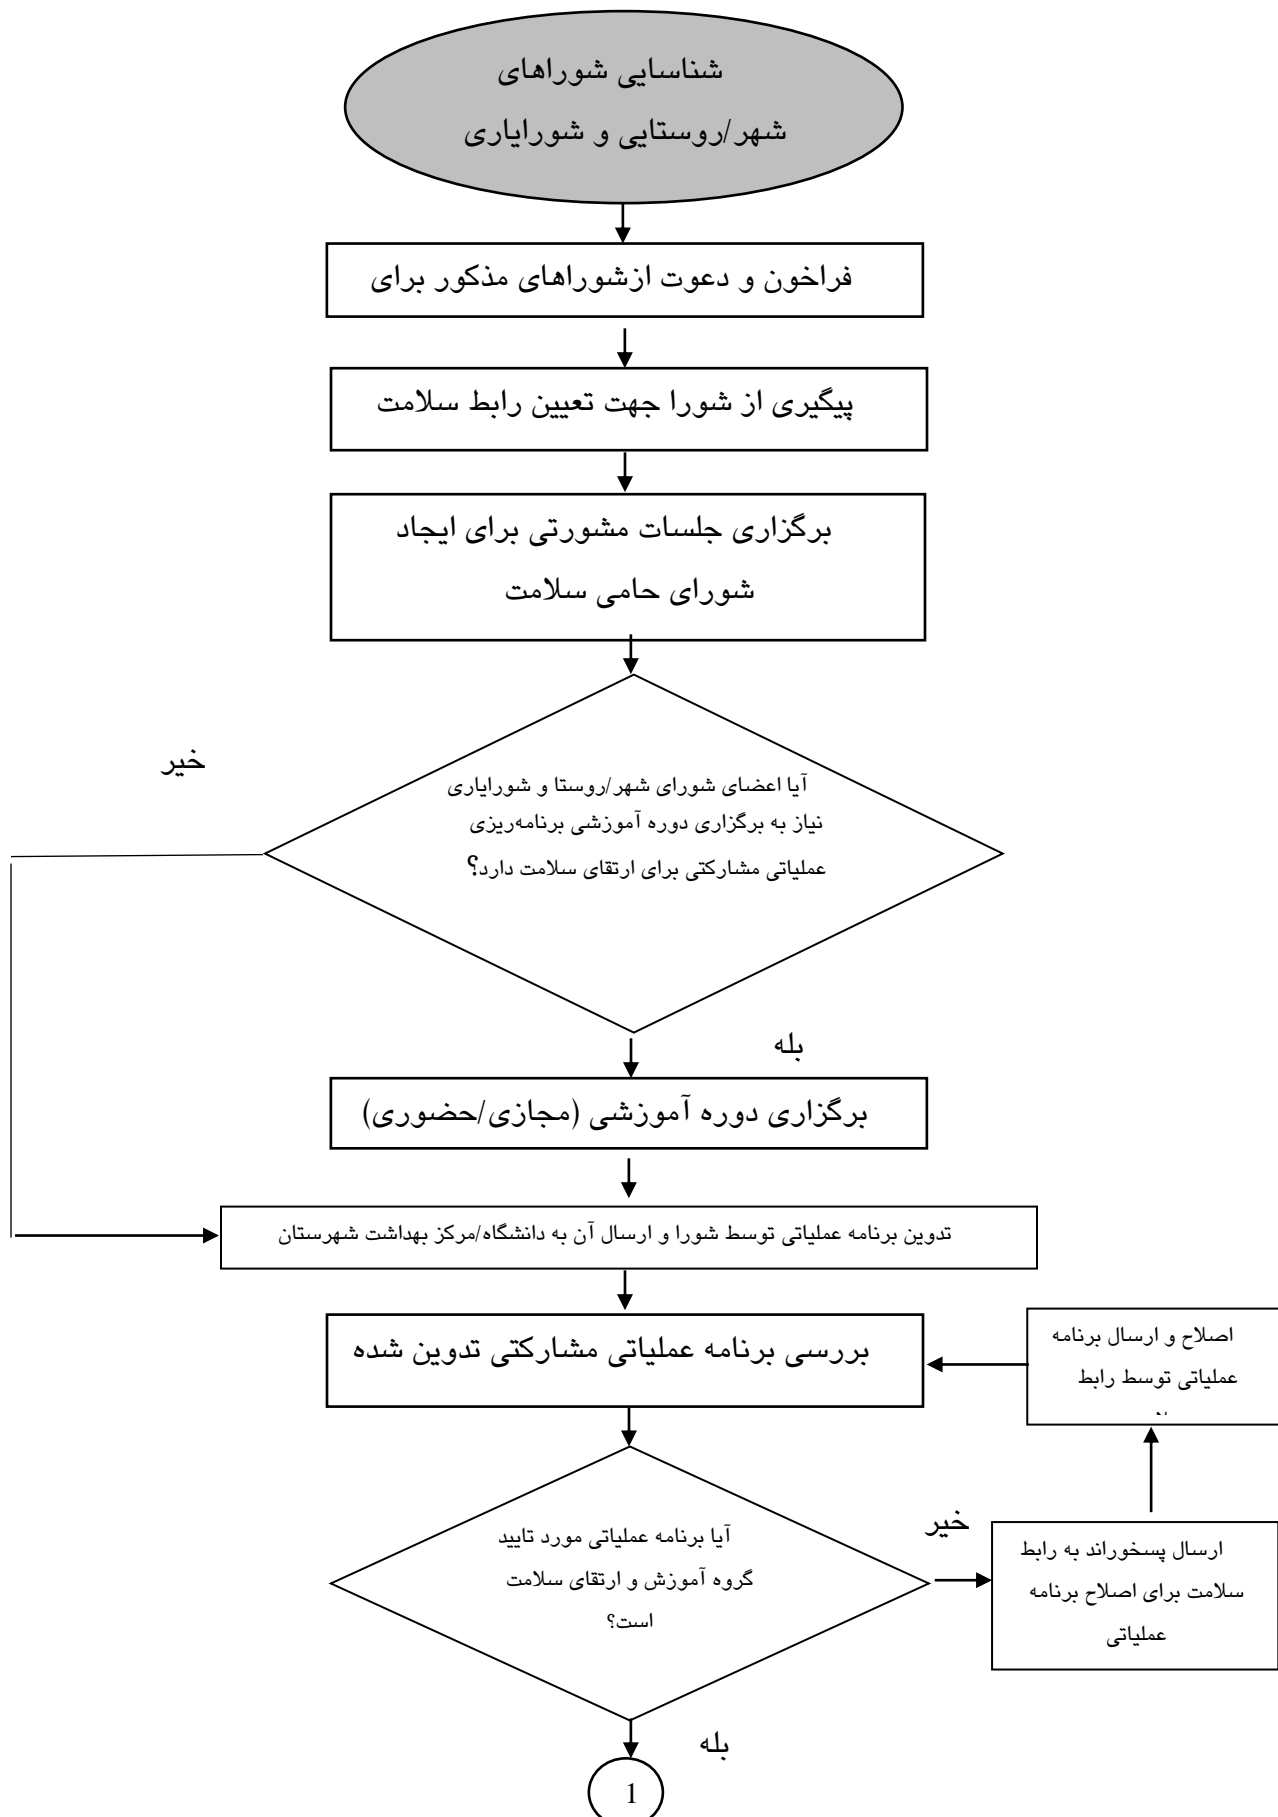 شناسایی شوراهای
شهر/روستایی و شورایاری
فراخون و دعوت ازشوراهای مذکور برای
پیگیری از شورا جهت تعیین رابط سلامت
برگزاری جلسات مشورتی برای ایجاد
شورای حامی سلامت
خیر
آیا اعضای شورای شهر/روستا و شورایاری
نیاز به برگزاری دوره آموزشی برنامه‌ریزی
عملیاتی مشارکتی برای ارتقای سلامت دارد؟
بله
برگزاری دوره آموزشی (مجازی/حضوری)
تدوین برنامه عملیاتی توسط شورا و ارسال آن به دانشگاه/مرکز بهداشت شهرستان
بررسی برنامه عملیاتی مشارکتی تدوین شده
اصلاح و ارسال برنامه
عملیاتی توسط رابط
آیا برنامه عملیاتی مورد تایید
گروه آموزش و ارتقای سلامت
است؟
خیر
ارسال پسخوراند به رابط
سلامت برای اصلاح برنامه
عملیاتی
بله
1